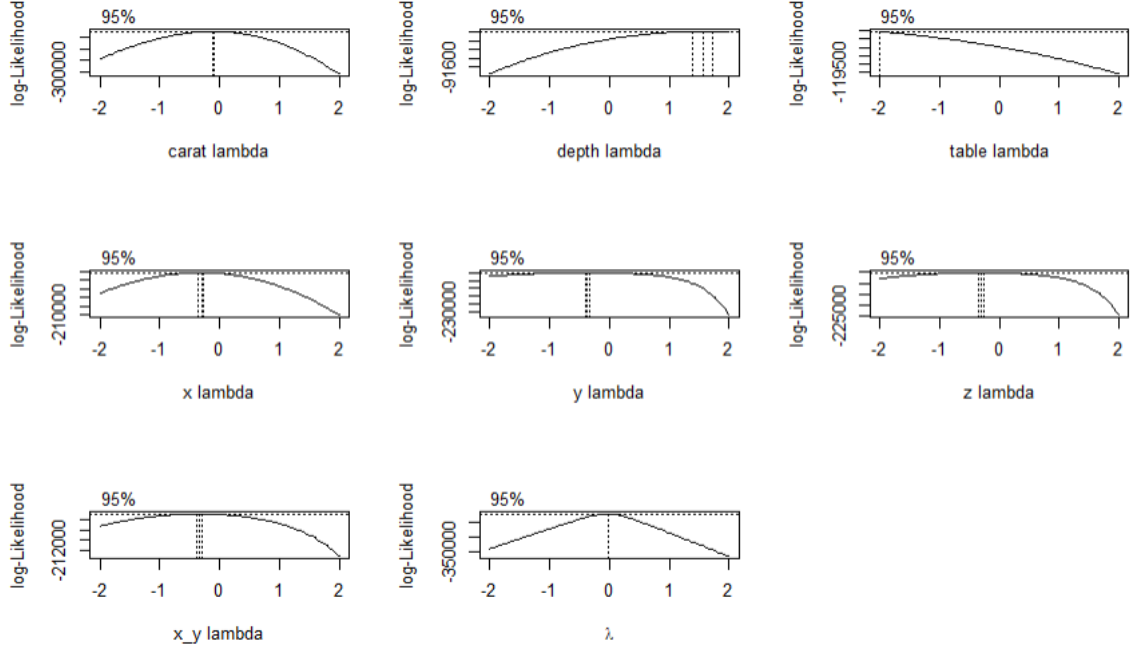 95%
log-Likelihood
-300000
-2 -1 0 1 2
carat lambda
95%
log-Likelihood
-91600
-2 -1 0 1 2
depth lambda
95%
log-Likelihood
-119500
-2 -1 0 1 2
table lambda
95%
log-Likelihood
-210000
-2 -1 0 1 2
x lambda
95%
log-Likelihood
-230000
-2 -1 0 1 2
y lambda
95%
log-Likelihood
-225000
-2 -1 0 1 2
z lambda
95%
log-Likelihood
-212000
-2 -1 0 1 2
x_y lambda
95%
log-Likelihood
-350000
-2 -1 0 1 2
λ